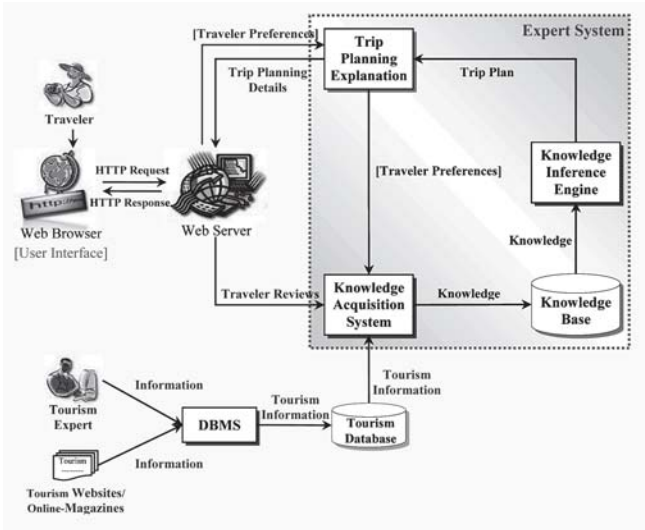 Expert System
[Traveler Preferences]
Trip
Planning
Explanation
Trip Planning
Details
Trip Plan
Traveler
HTTP Request
HTTP Response
http://
Web Browser
[User Interface]
Web Server
[Traveler Preferences]
Knowledge
Inference
Engine
Knowledge
Traveler Reviews
Knowledge
Acquisition
System
Knowledge
Knowledge
Base
Tourism
Information
Information
Tourism
Expert
DBMS
Tourism
Information
Tourism
Database
Tourism
Information
Tourism Websites/
Online-Magazines